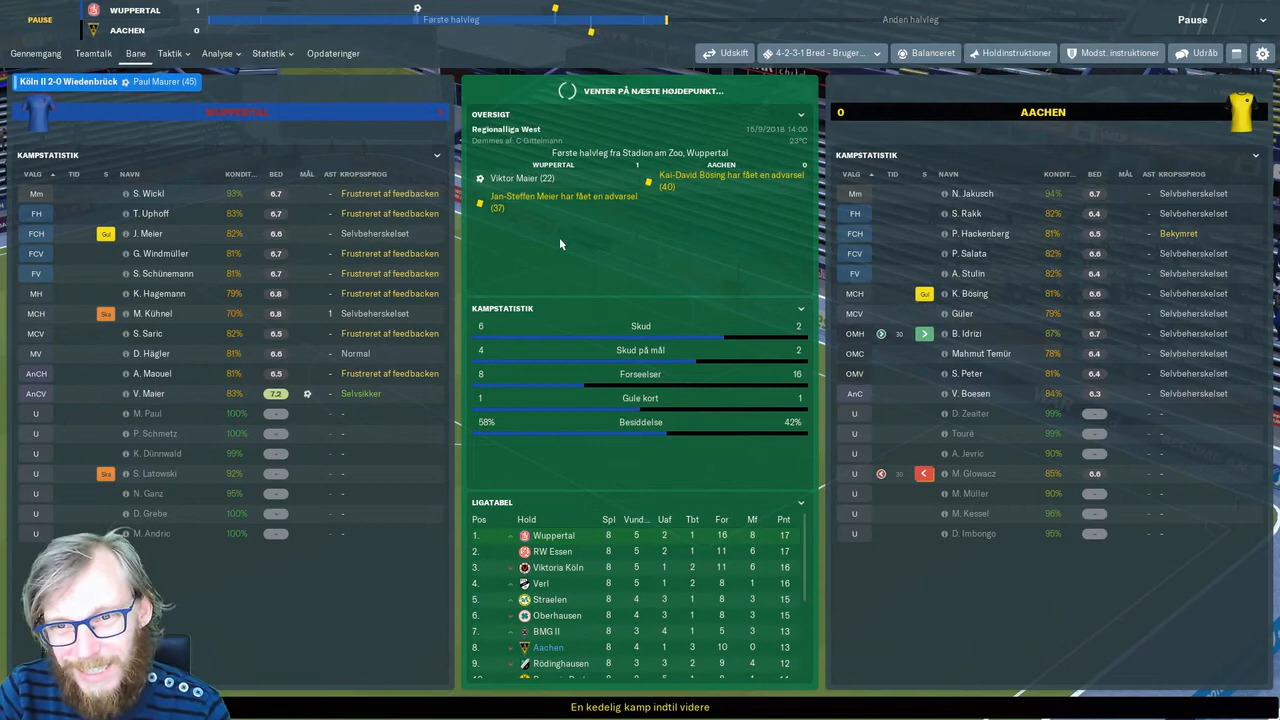 PAUSE
WUPPERTAL 1
AACHEN 0
Første halvleg
Anden halvleg
Pause
Gennemgang Teamtalk Bane Taktik Analyse Statistik Opdateringer
Udskift 4-2-3-1 Bred - Bruger... Balanceret Holdinstruktioner Modst. instruktioner Udråb
Köln II 2-0 Wiedenbrück Paul Maurer (45)
WUPPERTAL
KAMPSTATISTIK
VALG TID S NAVN KONDIT... BED MÅL AST KROPSSPROG
Mm S. Wickl 93% 6.7 - Frustreret af feedbacken
FH T. Uphoff 83% 6.7 - Frustreret af feedbacken
FCH Gul J. Meier 82% 6.6 - Selvbeherskelset
FCV G. Windmüller 81% 6.7 - Frustreret af feedbacken
FV S. Schünemann 81% 6.7 - Frustreret af feedbacken
MH K. Hagemann 79% 6.8 - Frustreret af feedbacken
MCH Ska M. Kühnel 70% 6.8 1 Selvbeherskelset
MCV S. Saric 82% 6.5 - Frustreret af feedbacken
MV D. Hägler 81% 6.6 - Normal
AnCH A. Maouel 81% 6.5 - Frustreret af feedbacken
AnCV V. Maier 83% 7.2 - Selvsikker
U M. Paul 100% - - -
U P. Schmetz 100% - - -
U K. Dünnwald 99% - - -
U Ska S. Latowski 92% - - -
U N. Ganz 95% - - -
U D. Grebe 100% - - -
M. Andric 100% - - -
VENTER PÅ NÆSTE HØJDEPUNKT...
OVERSIGT
Regionalliga West 15/9/2018 14:00
Dømmes af: C Gittelmann 23°C
Første halvleg fra Stadion am Zoo, Wuppertal
WUPPERTAL 1 AACHEN 0
Viktor Maier (22)
Jan-Steffen Meier har fået en advarsel
(37)
Kai-David Bösing har fået en advarsel
(40)
KAMPSTATISTIK
6 Skud 2
4 Skud på mål 2
8 Forseelser 16
1 Gule kort 1
58% Besiddelse 42%
LIGATABEL
Pos Hold Spl Vund... Uaf Tbt For Mf Pnt
1. Wuppertal 8 5 2 1 16 8 17
2. RW Essen 8 5 2 1 11 6 17
3. Viktoria Köln 8 5 1 2 11 6 16
4. Verl 8 5 1 2 8 1 16
5. Straelen 8 4 3 1 8 3 15
6. Oberhausen 8 4 3 1 8 3 15
7. BMG II 8 3 4 1 5 3 13
8. Aachen 8 4 1 3 10 0 13
9. Rödinghausen 8 3 3 2 9 4 12
0 AACHEN
KAMPSTATISTIK
VALG TID S NAVN KONDIT... BED MÅL AST KROPSSPROG
Mm N. Jakusch 94% 6.7 - Selvbeherskelset
FH S. Rakk 82% 6.4 - Selvbeherskelset
FCH P. Hackenberg 81% 6.5 - Bekymret
FCV P. Salata 82% 6.6 - Selvbeherskelset
FV A. Stulin 82% 6.4 - Selvbeherskelset
MCH Gul K. Bösing 81% 6.6 - Selvbeherskelset
MCV Güler 79% 6.5 - Selvbeherskelset
OMH 30 B. Idrizi 87% 6.7 - Selvbeherskelset
OMC Mahmut Temür 78% 6.4 - Selvbeherskelset
OMV S. Peter 81% 6.4 - Selvbeherskelset
AnC V. Boesen 84% 6.3 - Selvbeherskelset
U D. Zeaiter 99% - - -
U Touré 99% - - -
U A. Jevric 90% - - -
U 30 M. Glowacz 85% 6.6 - -
U M. Müller 90% - - -
U M. Kessel 96% - - -
U D. Imbongo 95% - - -
En kedelig kamp indtil videre